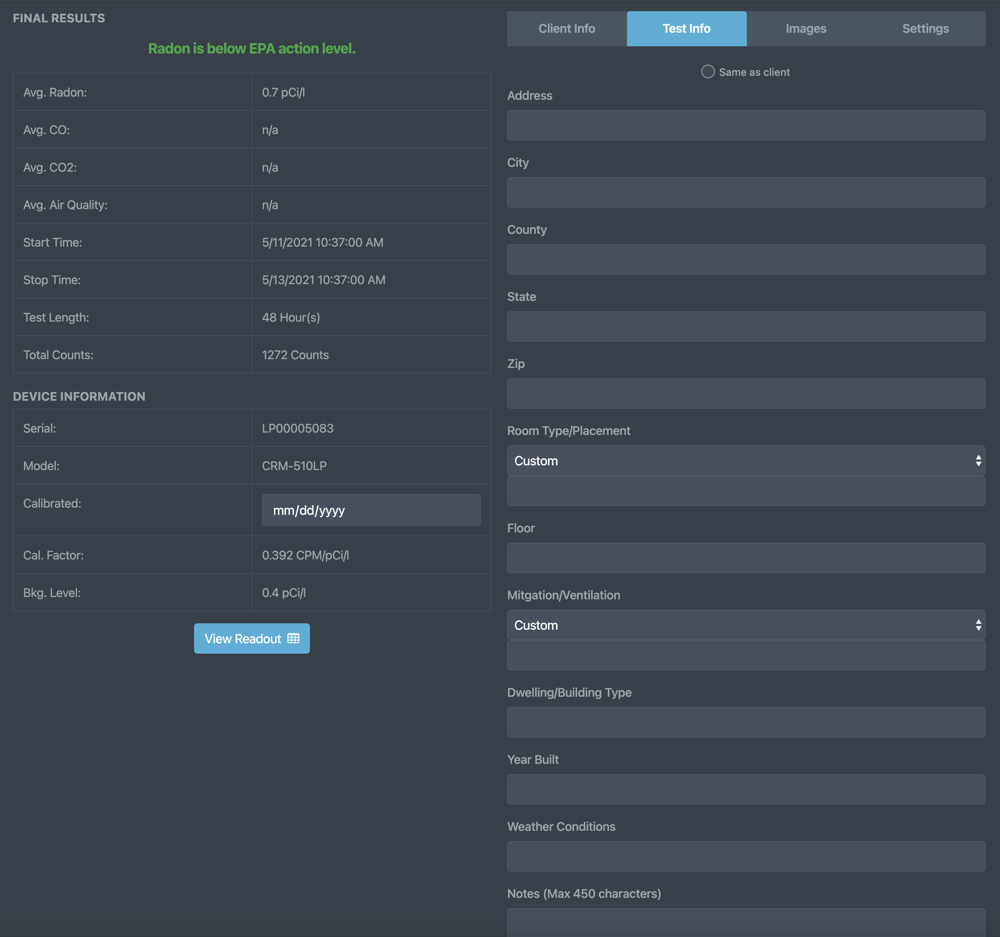 FINAL RESULTS
Radon is below EPA action level.
Avg. Radon: 0.7 pCi/l
Avg. CO: n/a
Avg. CO2: n/a
Avg. Air Quality: n/a
Start Time: 5/11/2021 10:37:00 AM
Stop Time: 5/13/2021 10:37:00 AM
Test Length: 48 Hour(s)
Total Counts: 1272 Counts
DEVICE INFORMATION
Serial: LP00005083
Model: CRM-510LP
Calibrated: mm/dd/yyyy
Cal. Factor: 0.392 CPM/pCi/l
Bkg. Level: 0.4 pCi/l
View Readout
Client Info Test Info Images Settings
Same as client
Address
City
County
State
Zip
Room Type/Placement
Custom
Floor
Mitgation/Ventilation
Custom
Dwelling/Building Type
Year Built
Weather Conditions
Notes (Max 450 characters)